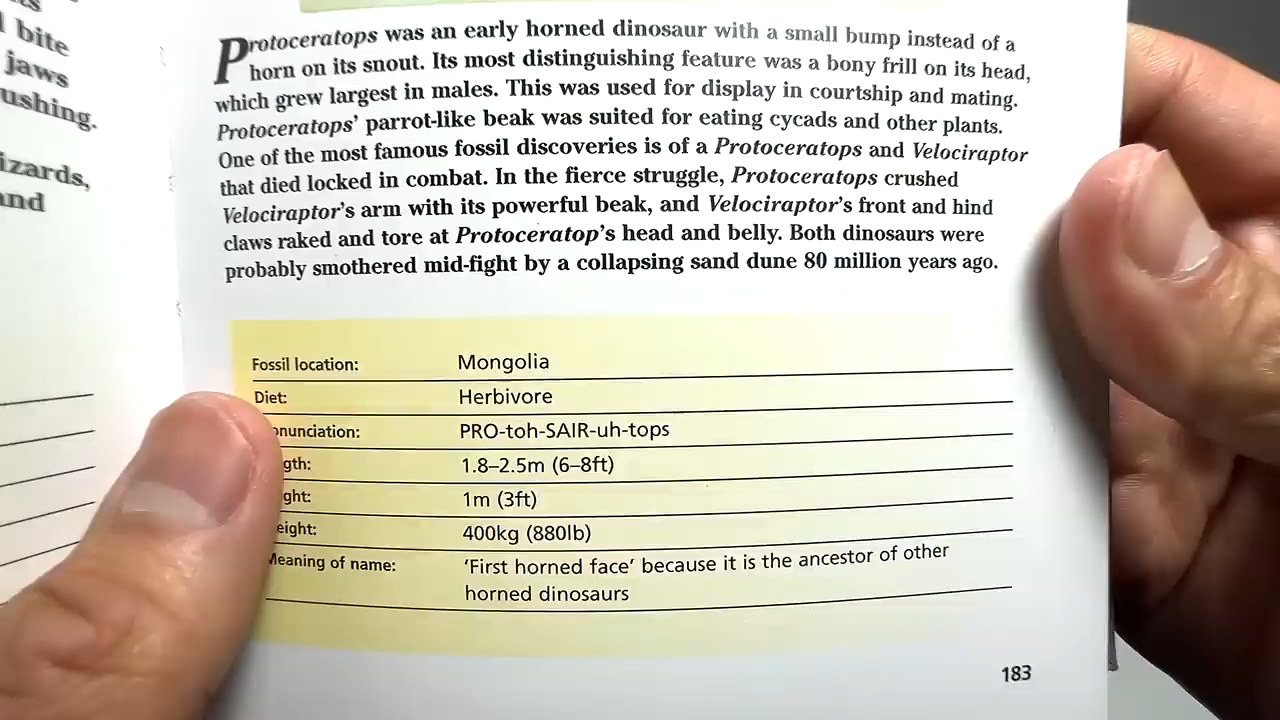 bite
jaws
ushing.
izards,
and
Protoceratops was an early horned dinosaur with a small bump instead of a
horn on its snout. Its most distinguishing feature was a bony frill on its head,
which grew largest in males. This was used for display in courtship and mating.
Protoceratops' parrot-like beak was suited for eating cycads and other plants.
One of the most famous fossil discoveries is of a Protoceratops and Velociraptor
that died locked in combat. In the fierce struggle, Protoceratops crushed
Velociraptor's arm with its powerful beak, and Velociraptor's front and hind
claws raked and tore at Protoceratop's head and belly. Both dinosaurs were
probably smothered mid-fight by a collapsing sand dune 80 million years ago.
Fossil location: Mongolia
Diet: Herbivore
onunciation: PRO-toh-SAIR-uh-tops
gth: 1.8–2.5m (6–8ft)
ght: 1m (3ft)
eight: 400kg (880lb)
Meaning of name: 'First horned face' because it is the ancestor of other
horned dinosaurs
183